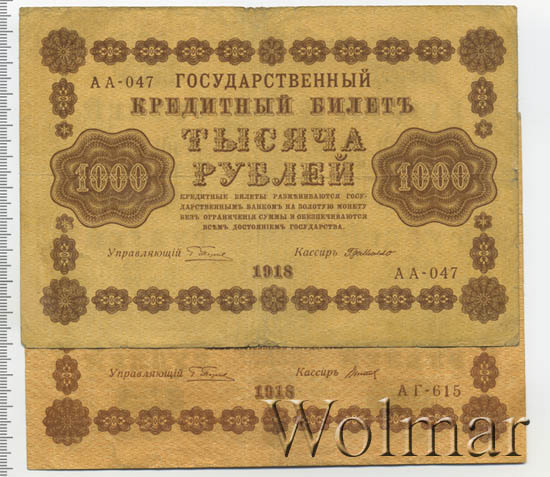 АА-047 ГОСУДАРСТВЕННЫЙ
КРЕДИТНЫЙ БИЛЕТЪ
ТЫСЯЧА
РУБЛЕЙ
1000 1000
КРЕДИТНЫЕ БИЛЕТЫ РАЗМѢНИВАЮТСЯ ГОСУ-
ДАРСТВЕННЫМЪ БАНКОМЪ НА ЗОЛОТУЮ МОНЕТУ
БЕЗЪ ОГРАНИЧЕНІЯ СУММЫ И ОБЕЗПЕЧИВАЮТСЯ
ВСѢМЪ ДОСТОЯНІЕМЪ ГОСУДАРСТВА.
Управляющій Кассиръ
1918
АА-047
Управляющій Кассиръ
1918
АГ-615
Wolmar